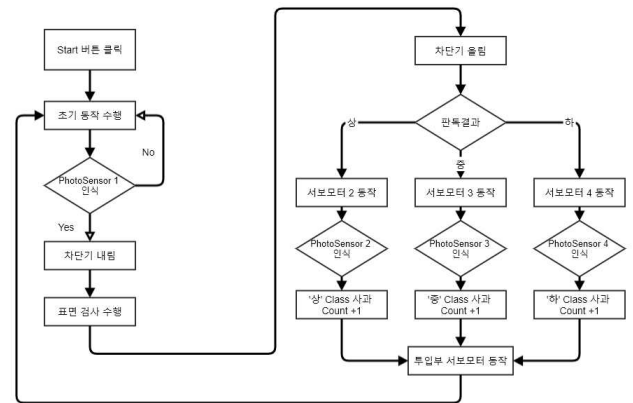 Start 버튼 클릭
초기 동작 수행
No
PhotoSensor 1
인식
Yes
차단기 내림
표면 검사 수행
차단기 올림
판독결과
상
중
하
서보모터 2 동작
서보모터 3 동작
서보모터 4 동작
PhotoSensor 2
인식
PhotoSensor 3
인식
PhotoSensor 4
인식
'상' Class 사과
Count +1
'중' Class 사과
Count +1
'하' Class 사과
Count +1
투입부 서보모터 동작